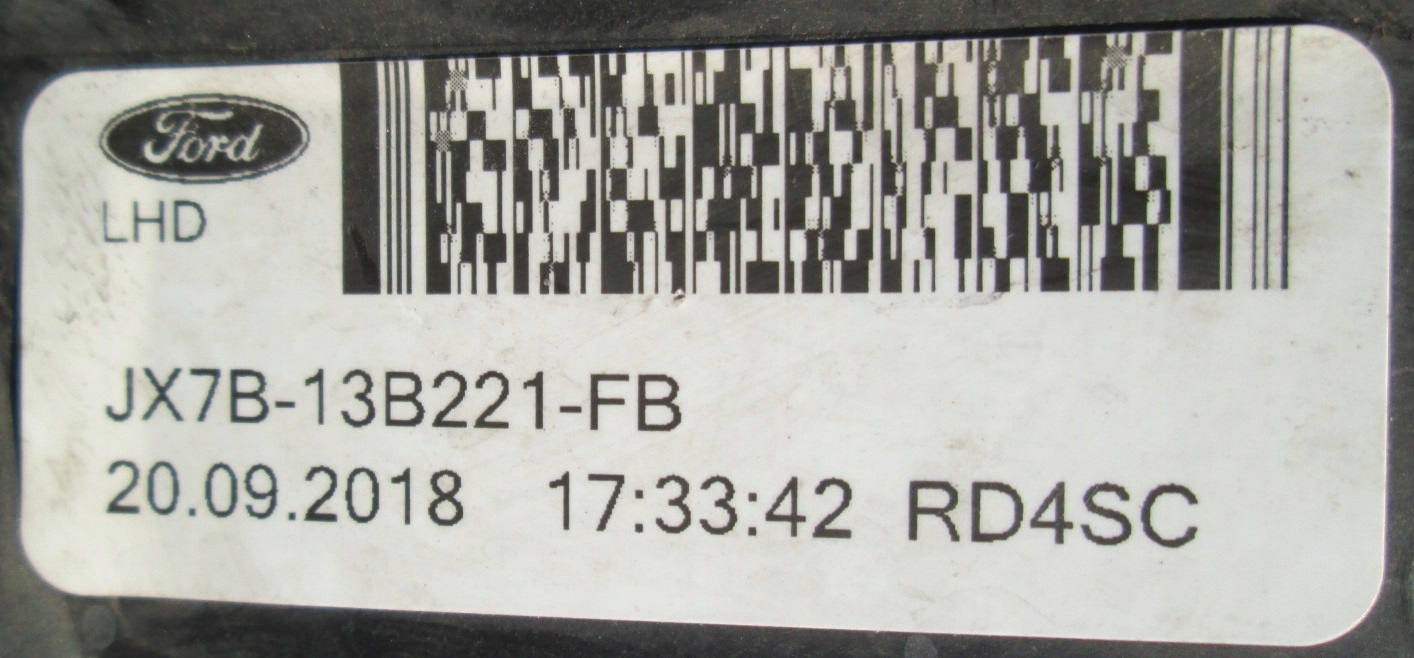 Ford
LHD
JX7B-13B221-FB
20.09.2018 17:33:42 RD4SC